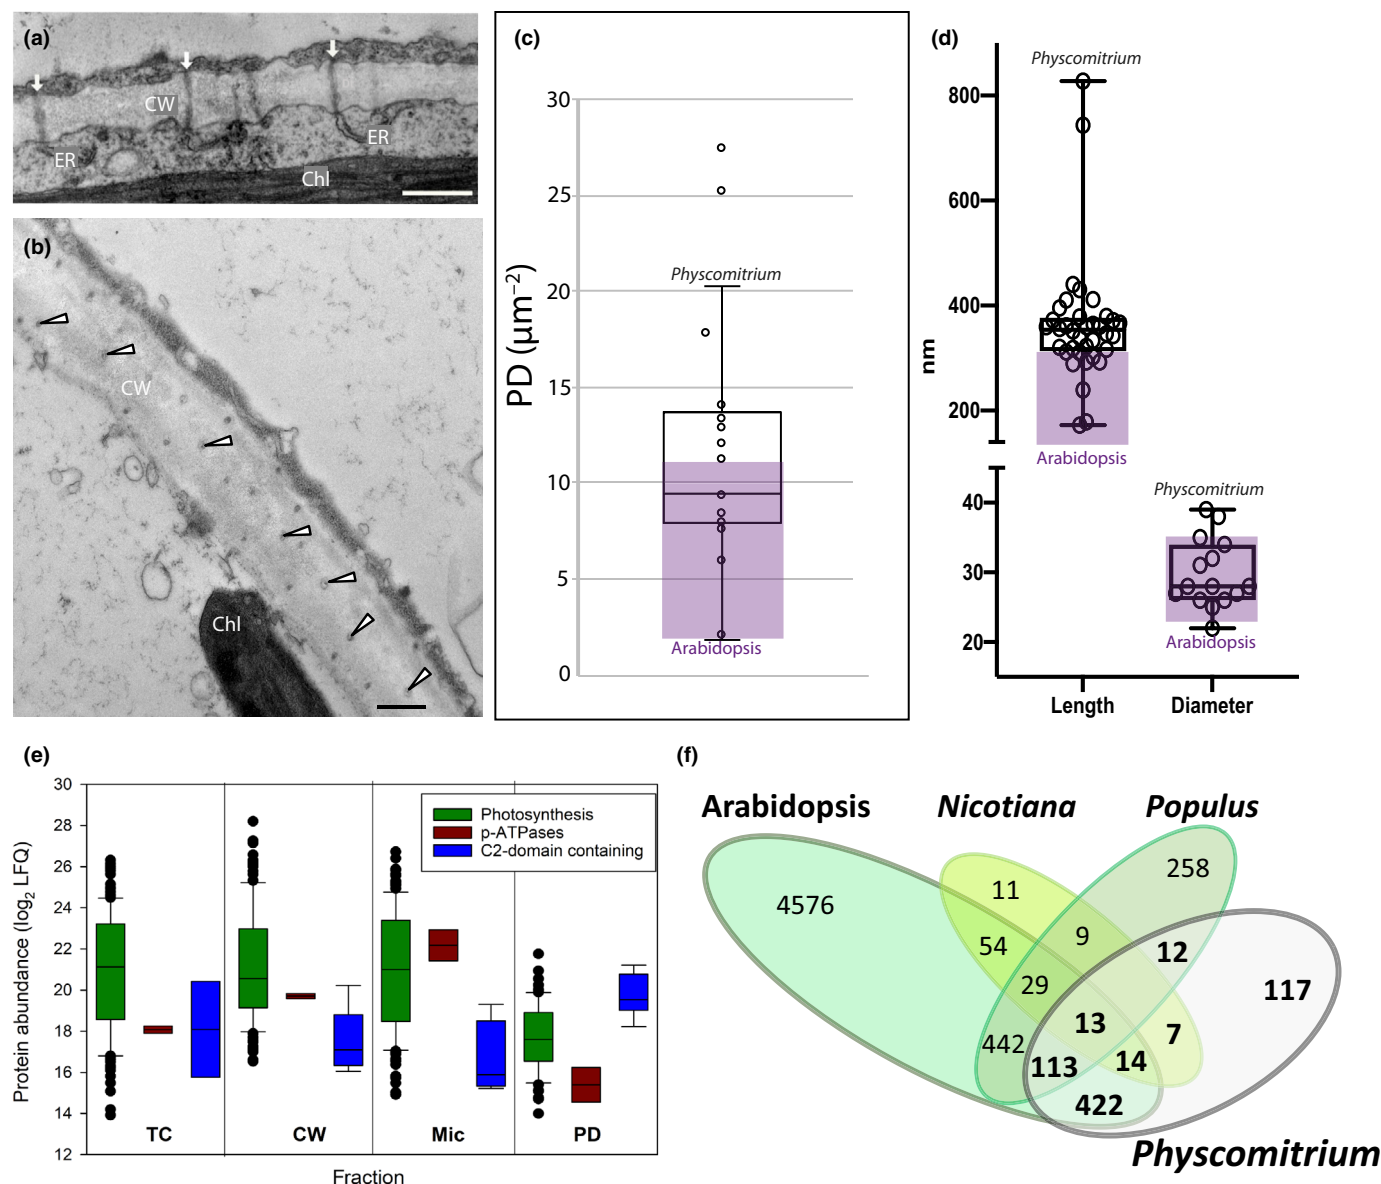 (a)
CW
ER
ER
Chl
(b)
CW
Chl
(c)
PD (µm⁻²)
30
25
20
15
10
5
0
Physcomitrium
Arabidopsis
(d)
nm
800
600
400
200
40
30
20
Physcomitrium
Arabidopsis
Physcomitrium
Arabidopsis
Length
Diameter
(e)
Protein abundance (log₂ LFQ)
30
28
26
24
22
20
18
16
14
12
Photosynthesis
p-ATPases
C2-domain containing
TC
CW
Mic
PD
Fraction
(f)
Arabidopsis
Nicotiana
Populus
4576
11
258
54
9
12
29
117
13
7
442
113
14
422
Physcomitrium